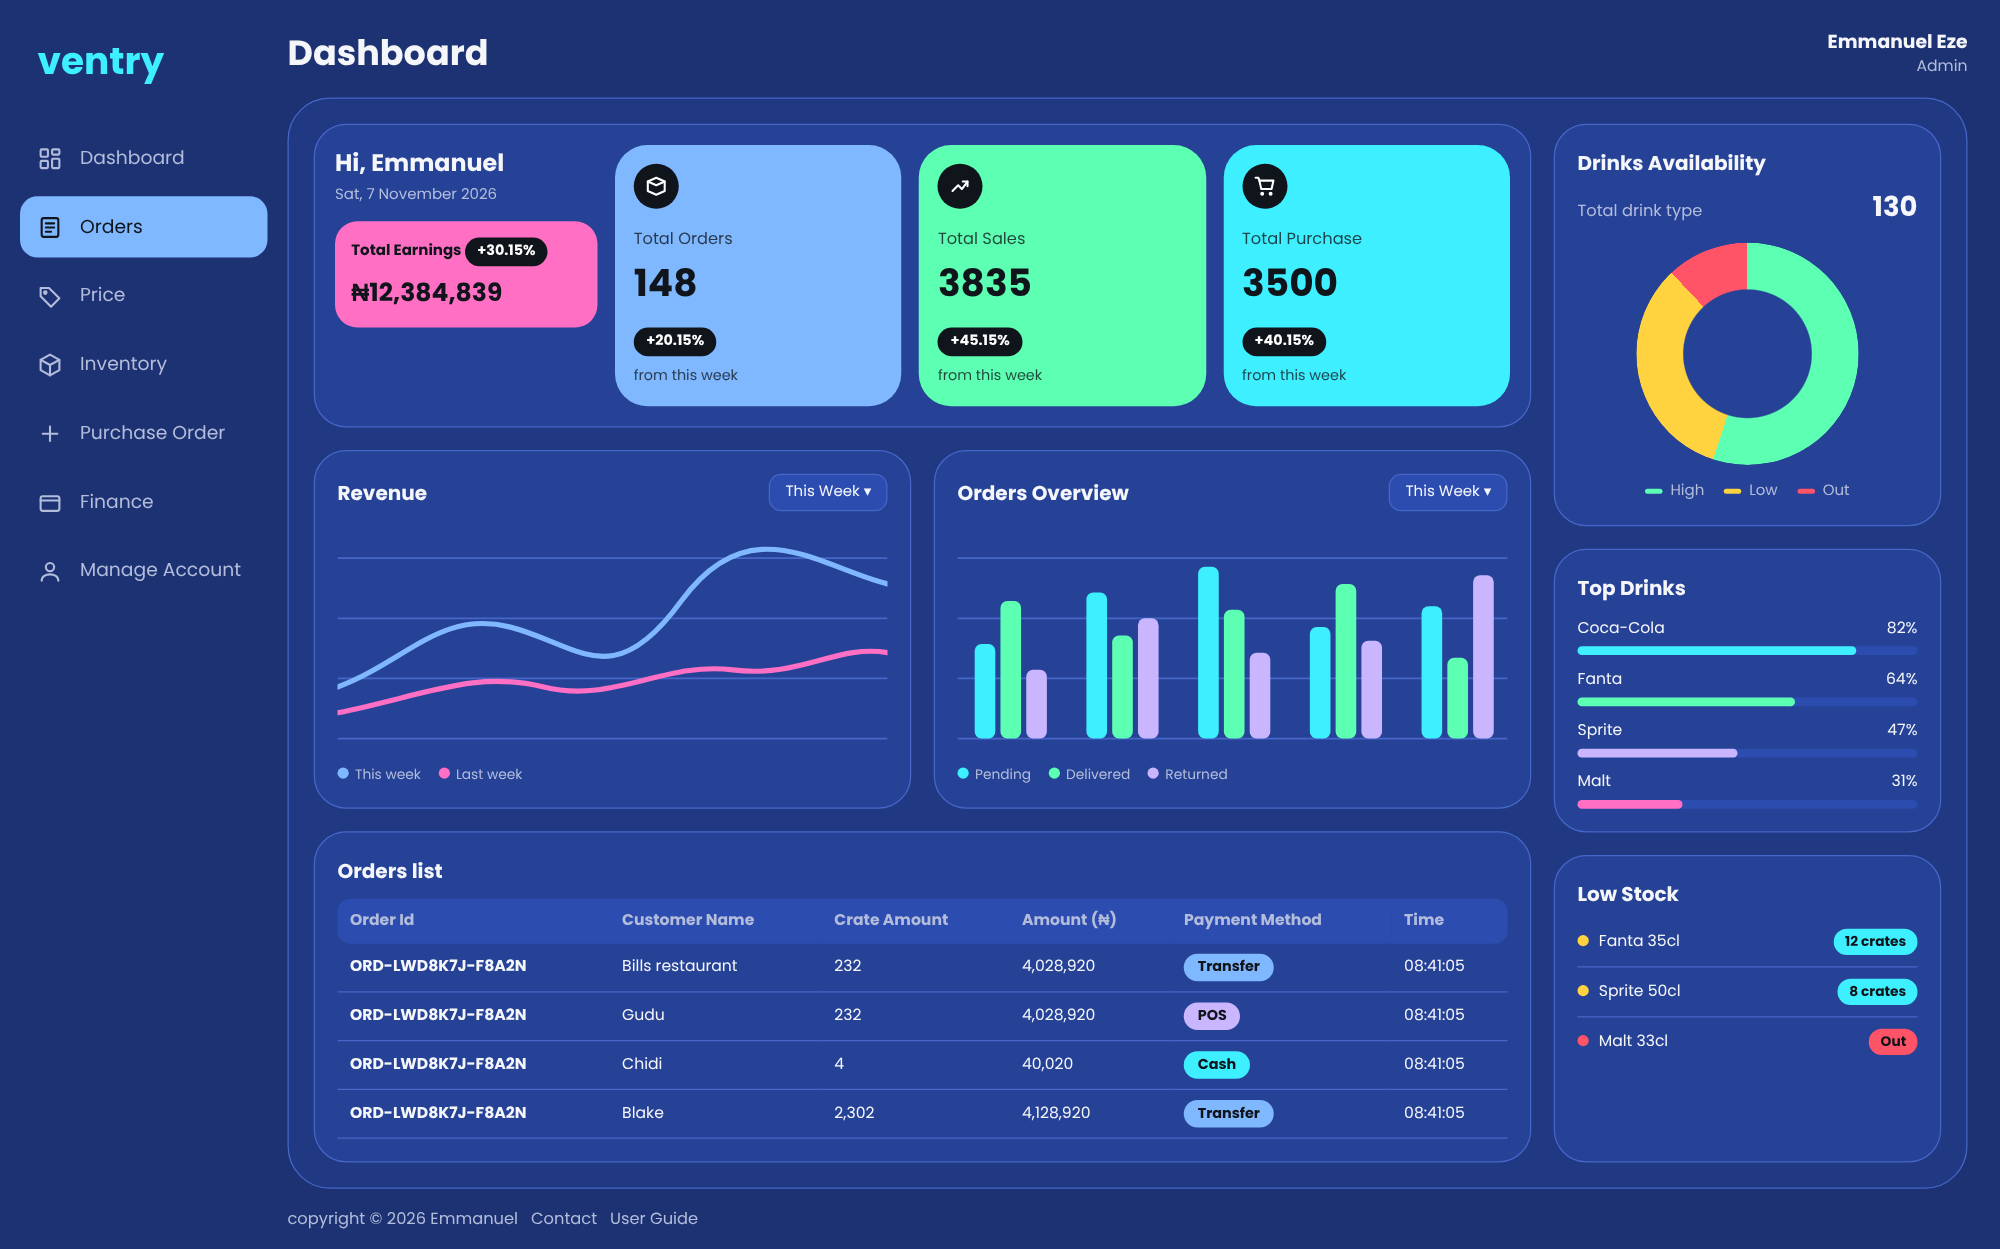 ventry
Dashboard
Orders
Price
Inventory
Purchase Order
Finance
Manage Account
Dashboard
Emmanuel Eze
Admin
Hi, Emmanuel
Sat, 7 November 2026
Total Earnings +30.15%
₦12,384,839
Total Orders
148
+20.15%
from this week
Total Sales
3835
+45.15%
from this week
Total Purchase
3500
+40.15%
from this week
Revenue
This Week ▾
This week Last week
Orders Overview
This Week ▾
Pending Delivered Returned
Orders list
Order Id Customer Name Crate Amount Amount (₦) Payment Method Time
ORD-LWD8K7J-F8A2N Bills restaurant 232 4,028,920 Transfer 08:41:05
ORD-LWD8K7J-F8A2N Gudu 232 4,028,920 POS 08:41:05
ORD-LWD8K7J-F8A2N Chidi 4 40,020 Cash 08:41:05
ORD-LWD8K7J-F8A2N Blake 2,302 4,128,920 Transfer 08:41:05
Drinks Availability
Total drink type 130
High Low Out
Top Drinks
Coca-Cola 82%
Fanta 64%
Sprite 47%
Malt 31%
Low Stock
Fanta 35cl 12 crates
Sprite 50cl 8 crates
Malt 33cl Out
copyright © 2026 Emmanuel Contact User Guide